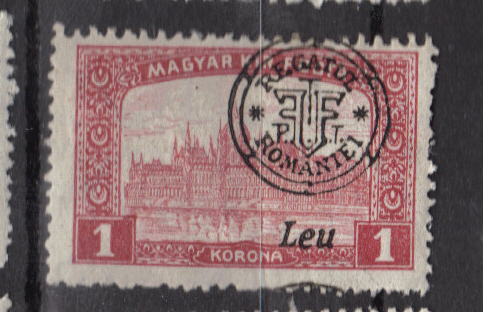 MAGYAR
REGATUL
* *
P T
ROMÂNIEI
Leu
1 1
KORONA